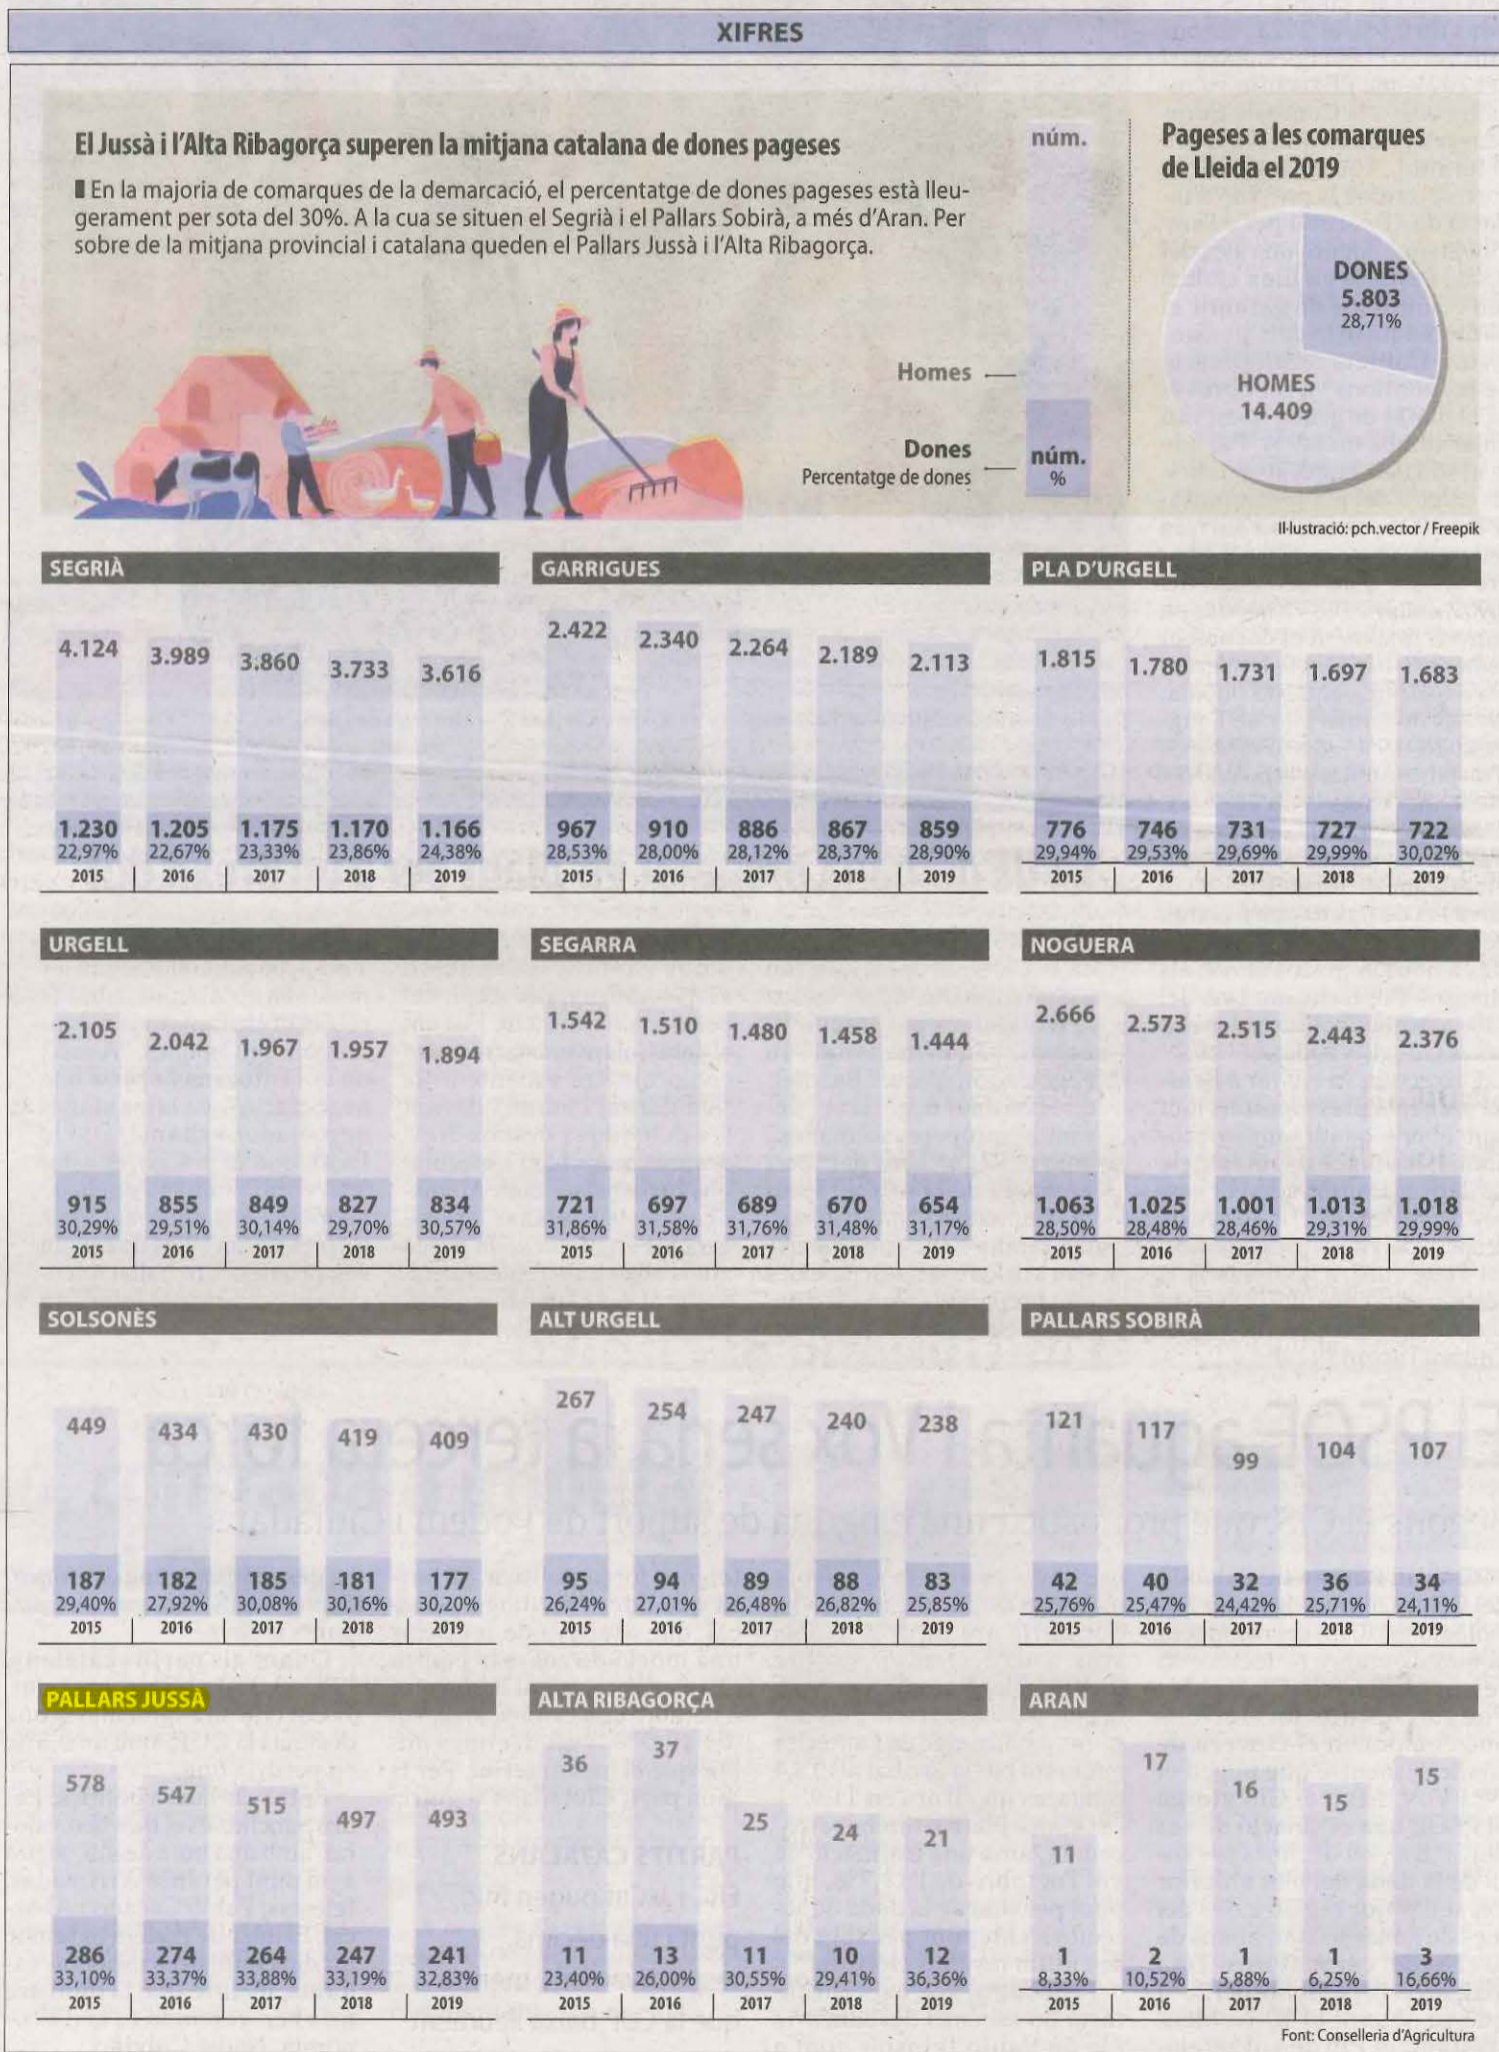 XIFRES
El Jussà i l'Alta Ribagorça superen la mitjana catalana de dones pageses
En la majoria de comarques de la demarcació, el percentatge de dones pageses està lleu-
gerament per sota del 30%. A la cua se situen el Segrià i el Pallars Sobirà, a més d'Aran. Per
sobre de la mitjana provincial i catalana queden el Pallars Jussà i l'Alta Ribagorça.
núm.
Homes
Dones
Percentatge de dones
núm.
%
Pageses a les comarques
de Lleida el 2019
DONES
5.803
28,71%
HOMES
14.409
Il·lustració: pch.vector / Freepik
SEGRIÀ
4.124 3.989 3.860 3.733 3.616
1.230 1.205 1.175 1.170 1.166
22,97% 22,67% 23,33% 23,86% 24,38%
2015 2016 2017 2018 2019
GARRIGUES
2.422 2.340 2.264 2.189 2.113
967 910 886 867 859
28,53% 28,00% 28,12% 28,37% 28,90%
2015 2016 2017 2018 2019
PLA D'URGELL
1.815 1.780 1.731 1.697 1.683
776 746 731 727 722
29,94% 29,53% 29,69% 29,99% 30,02%
2015 2016 2017 2018 2019
URGELL
2.105 2.042 1.967 1.957 1.894
915 855 849 827 834
30,29% 29,51% 30,14% 29,70% 30,57%
2015 2016 2017 2018 2019
SEGARRA
1.542 1.510 1.480 1.458 1.444
721 697 689 670 654
31,86% 31,58% 31,76% 31,48% 31,17%
2015 2016 2017 2018 2019
NOGUERA
2.666 2.573 2.515 2.443 2.376
1.063 1.025 1.001 1.013 1.018
28,50% 28,48% 28,46% 29,31% 29,99%
2015 2016 2017 2018 2019
SOLSONÈS
449 434 430 419 409
187 182 185 181 177
29,40% 27,92% 30,08% 30,16% 30,20%
2015 2016 2017 2018 2019
ALT URGELL
267 254 247 240 238
95 94 89 88 83
26,24% 27,01% 26,48% 26,82% 25,85%
2015 2016 2017 2018 2019
PALLARS SOBIRÀ
121 117 99 104 107
42 40 32 36 34
25,76% 25,47% 24,42% 25,71% 24,11%
2015 2016 2017 2018 2019
PALLARS JUSSÀ
578 547 515 497 493
286 274 264 247 241
33,10% 33,37% 33,88% 33,19% 32,83%
2015 2016 2017 2018 2019
ALTA RIBAGORÇA
36 37 25 24 21
11 13 11 10 12
23,40% 26,00% 30,55% 29,41% 36,36%
2015 2016 2017 2018 2019
ARAN
11 17 16 15 15
1 2 1 1 3
8,33% 10,52% 5,88% 6,25% 16,66%
2015 2016 2017 2018 2019
Font: Conselleria d'Agricultura